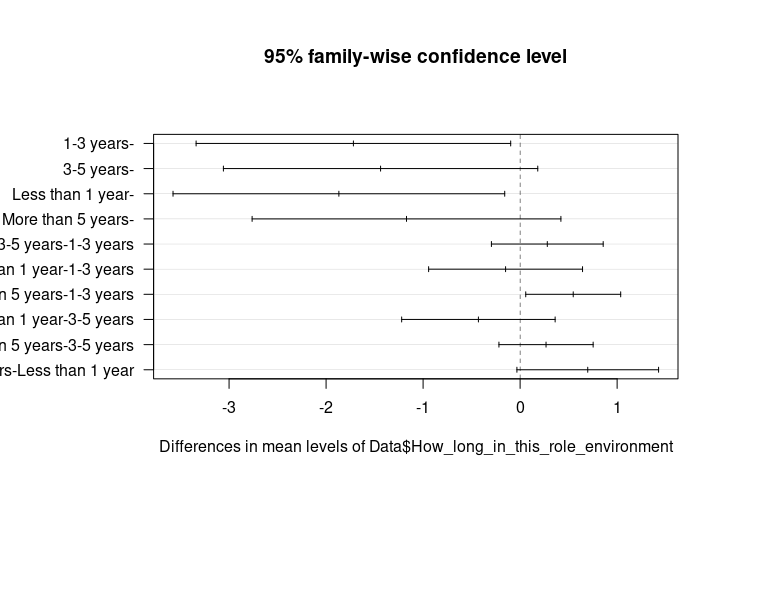 95% family-wise confidence level
1-3 years-
3-5 years-
Less than 1 year-
More than 5 years-
3-5 years-1-3 years
an 1 year-1-3 years
n 5 years-1-3 years
an 1 year-3-5 years
n 5 years-3-5 years
rs-Less than 1 year
-3 -2 -1 0 1
Differences in mean levels of Data$How_long_in_this_role_environment